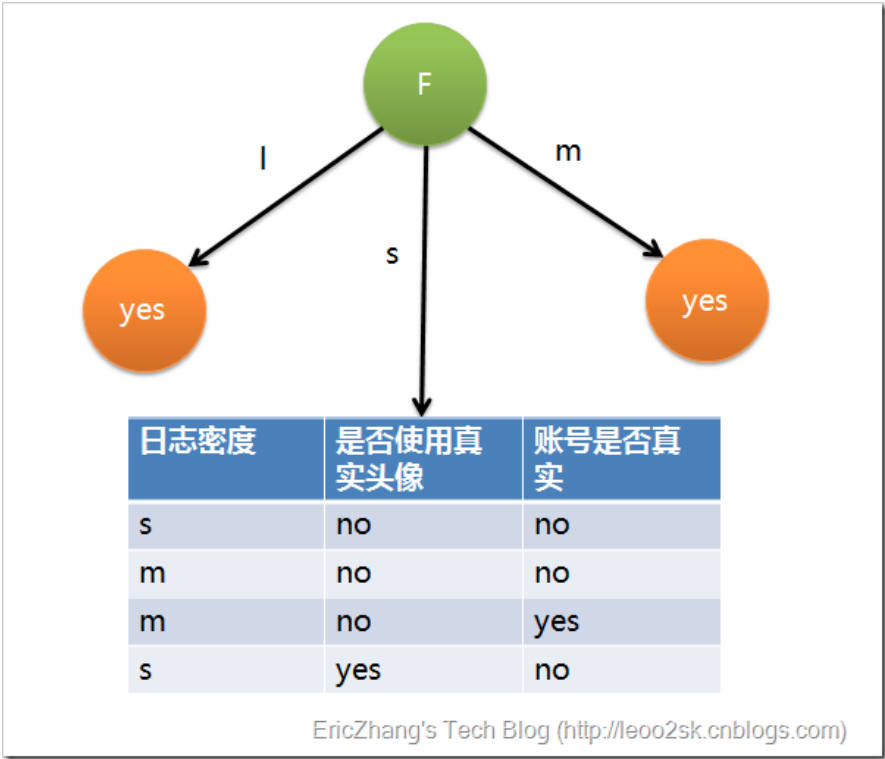 F
l
m
s
yes
yes
日志密度 是否使用真实头像 账号是否真实
s no no
m no no
m no yes
s yes no
EricZhang's Tech Blog (http://leoo2sk.cnblogs.com)